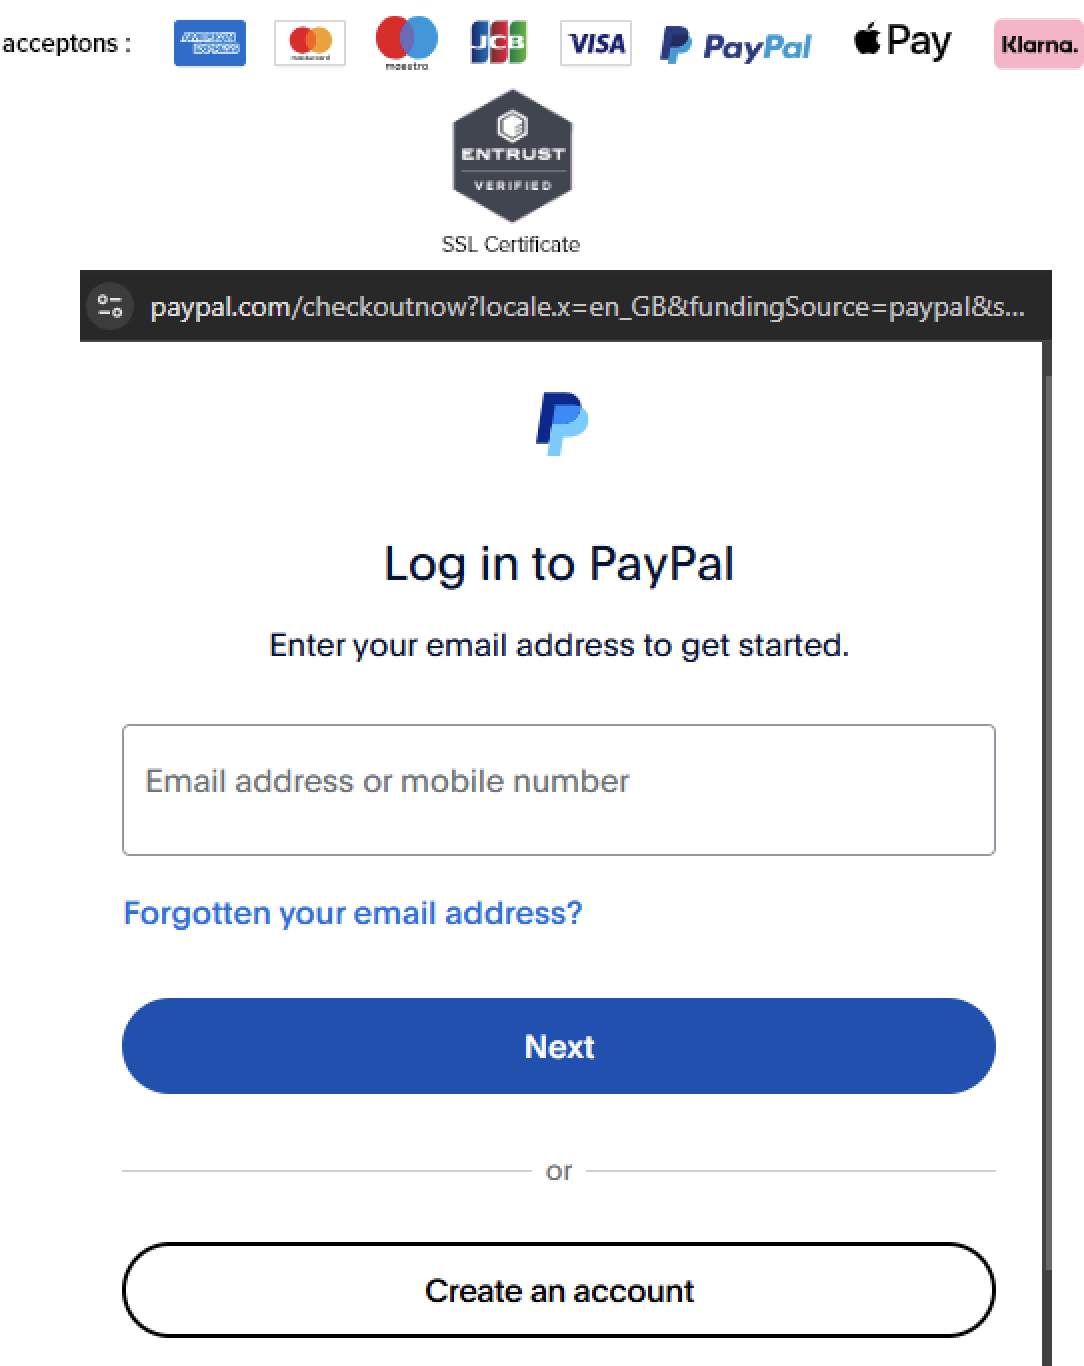 acceptons : AMERICAN EXPRESS mastercard maestro JCB VISA PayPal Pay Klarna.
ENTRUST
VERIFIED
SSL Certificate
paypal.com/checkoutnow?locale.x=en_GB&fundingSource=paypal&s...
Log in to PayPal
Enter your email address to get started.
Email address or mobile number
Forgotten your email address?
Next
or
Create an account